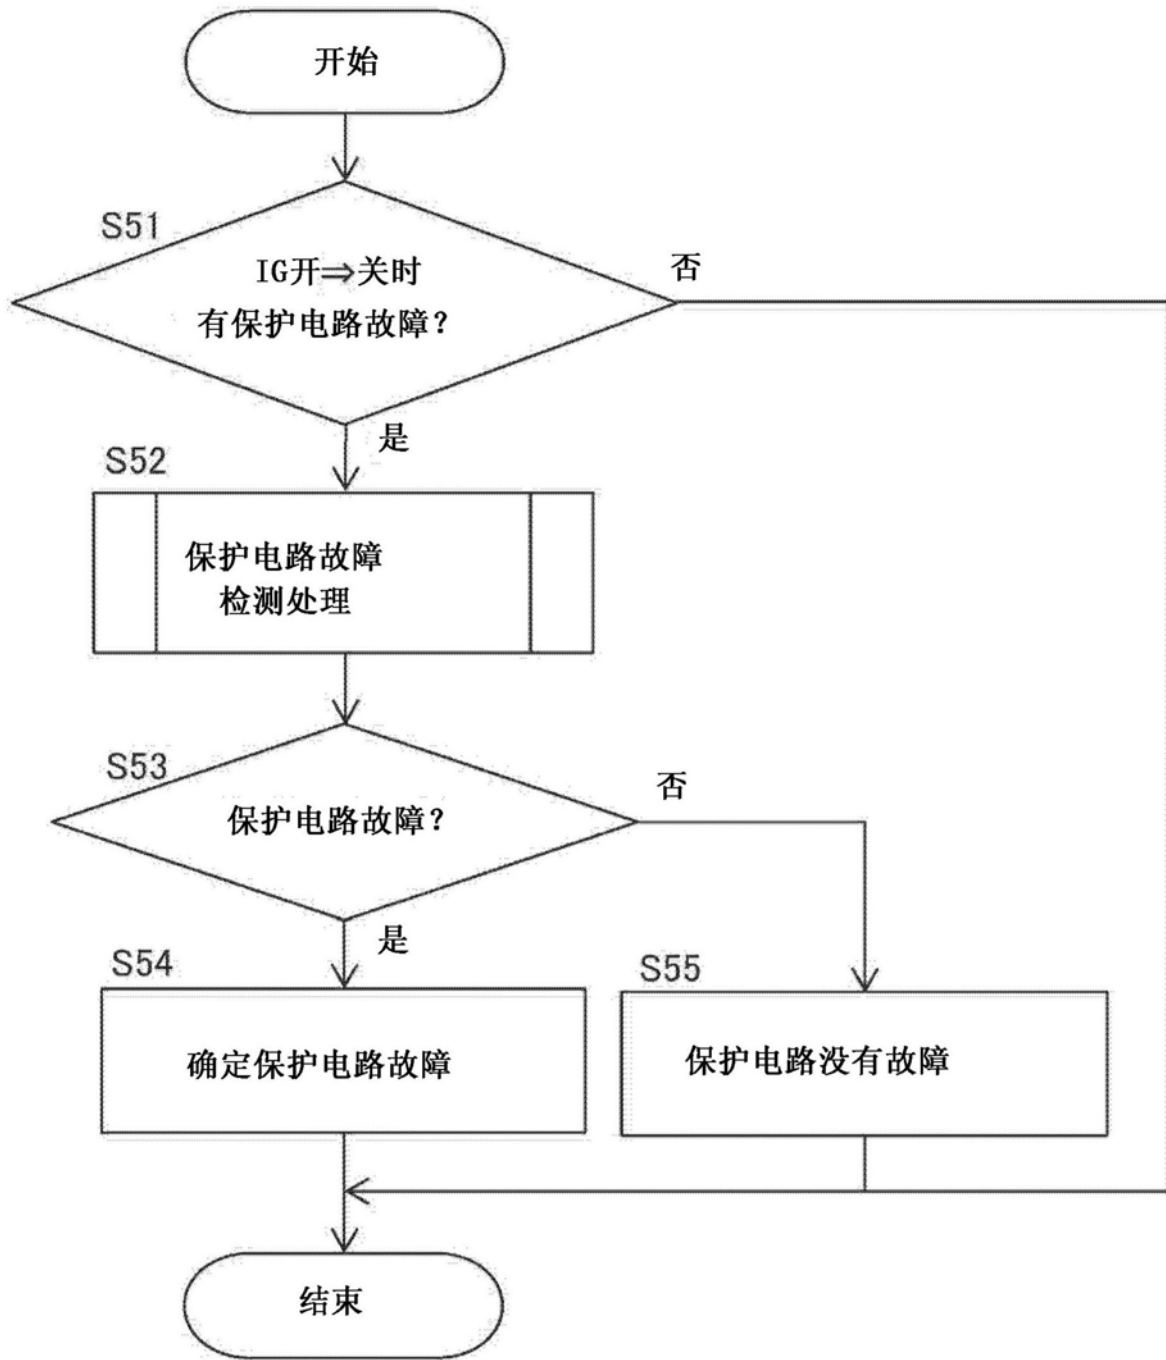 开始
S51
IG开⇒关时
有保护电路故障?
否
是
S52
保护电路故障
检测处理
S53
保护电路故障?
否
是
S54
确定保护电路故障
S55
保护电路没有故障
结束